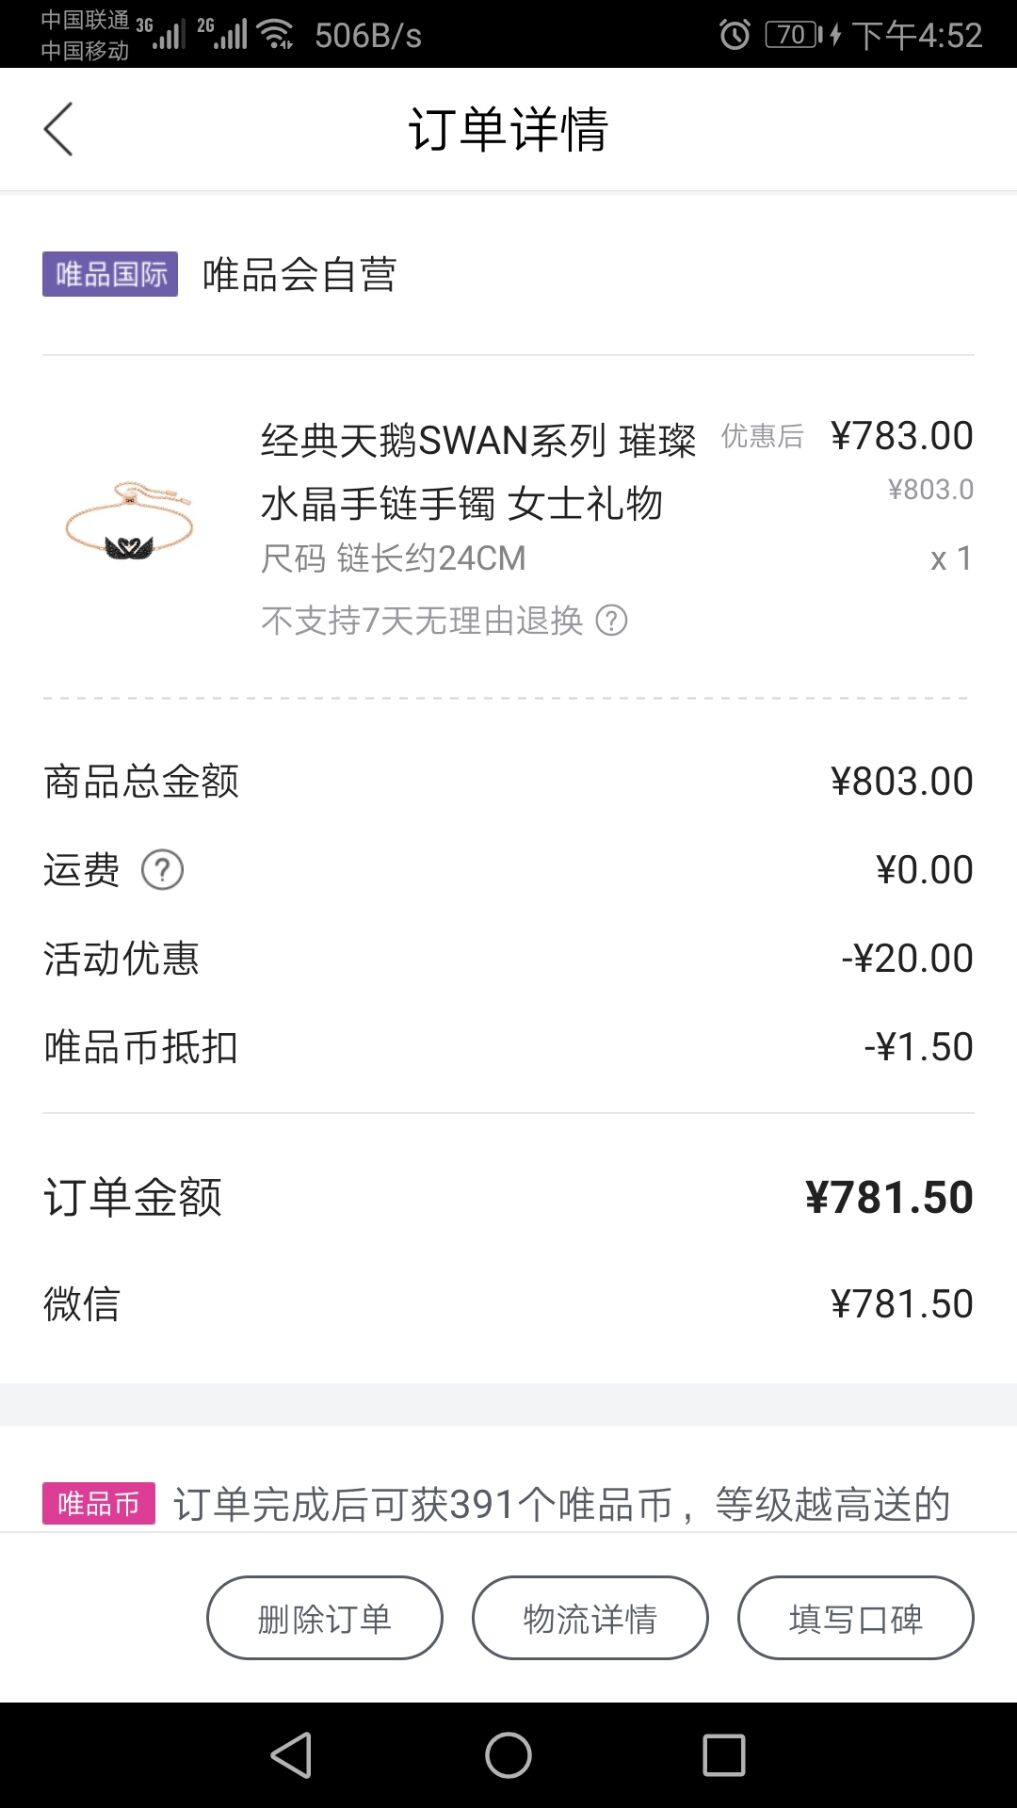 中国联通 3G 2G 506B/s 70 下午4:52
中国移动
订单详情
唯品国际 唯品会自营
经典天鹅SWAN系列 璀璨 优惠后 ¥783.00
水晶手链手镯 女士礼物 ¥803.0
尺码 链长约24CM x 1
不支持7天无理由退换 ?
商品总金额 ¥803.00
运费 ? ¥0.00
活动优惠 -¥20.00
唯品币抵扣 -¥1.50
订单金额 ¥781.50
微信 ¥781.50
唯品币 订单完成后可获391个唯品币，等级越高送的
删除订单 物流详情 填写口碑